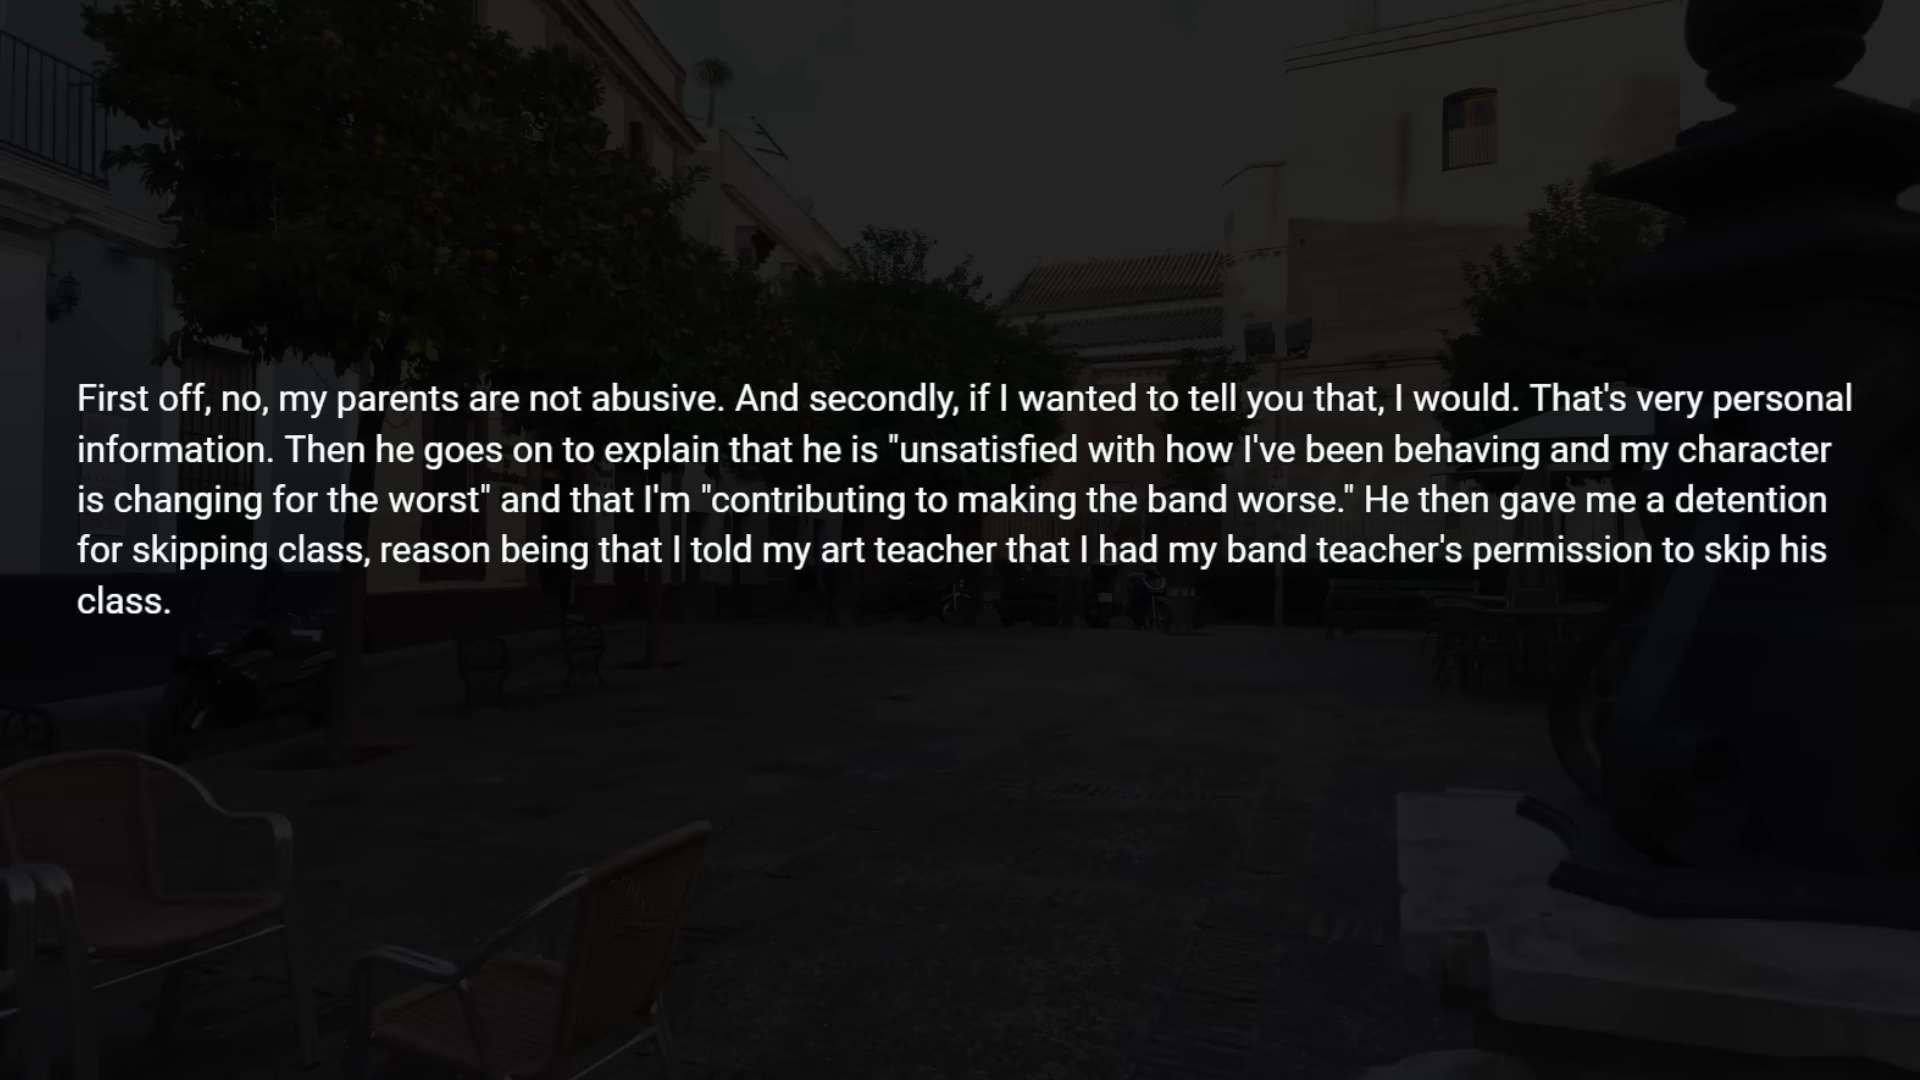 First off, no, my parents are not abusive. And secondly, if I wanted to tell you that, I would. That's very personal
information. Then he goes on to explain that he is "unsatisfied with how I've been behaving and my character
is changing for the worst" and that I'm "contributing to making the band worse." He then gave me a detention
for skipping class, reason being that I told my art teacher that I had my band teacher's permission to skip his
class.